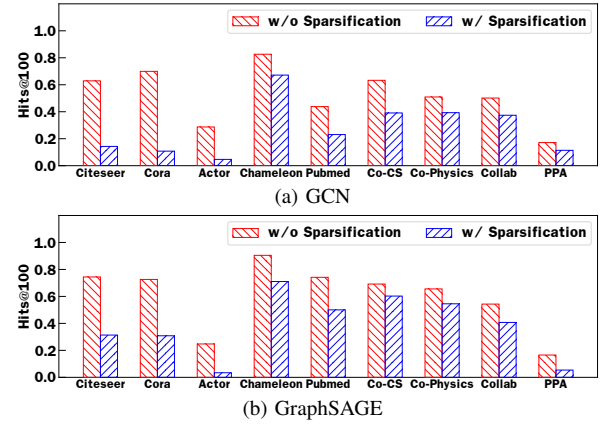 w/o Sparsification w/ Sparsification
Hits@100
1.0
0.8
0.6
0.4
0.2
0.0
Citeseer Cora Actor Chameleon Pubmed Co-CS Co-Physics Collab PPA
(a) GCN
w/o Sparsification w/ Sparsification
Hits@100
1.0
0.8
0.6
0.4
0.2
0.0
Citeseer Cora Actor Chameleon Pubmed Co-CS Co-Physics Collab PPA
(b) GraphSAGE